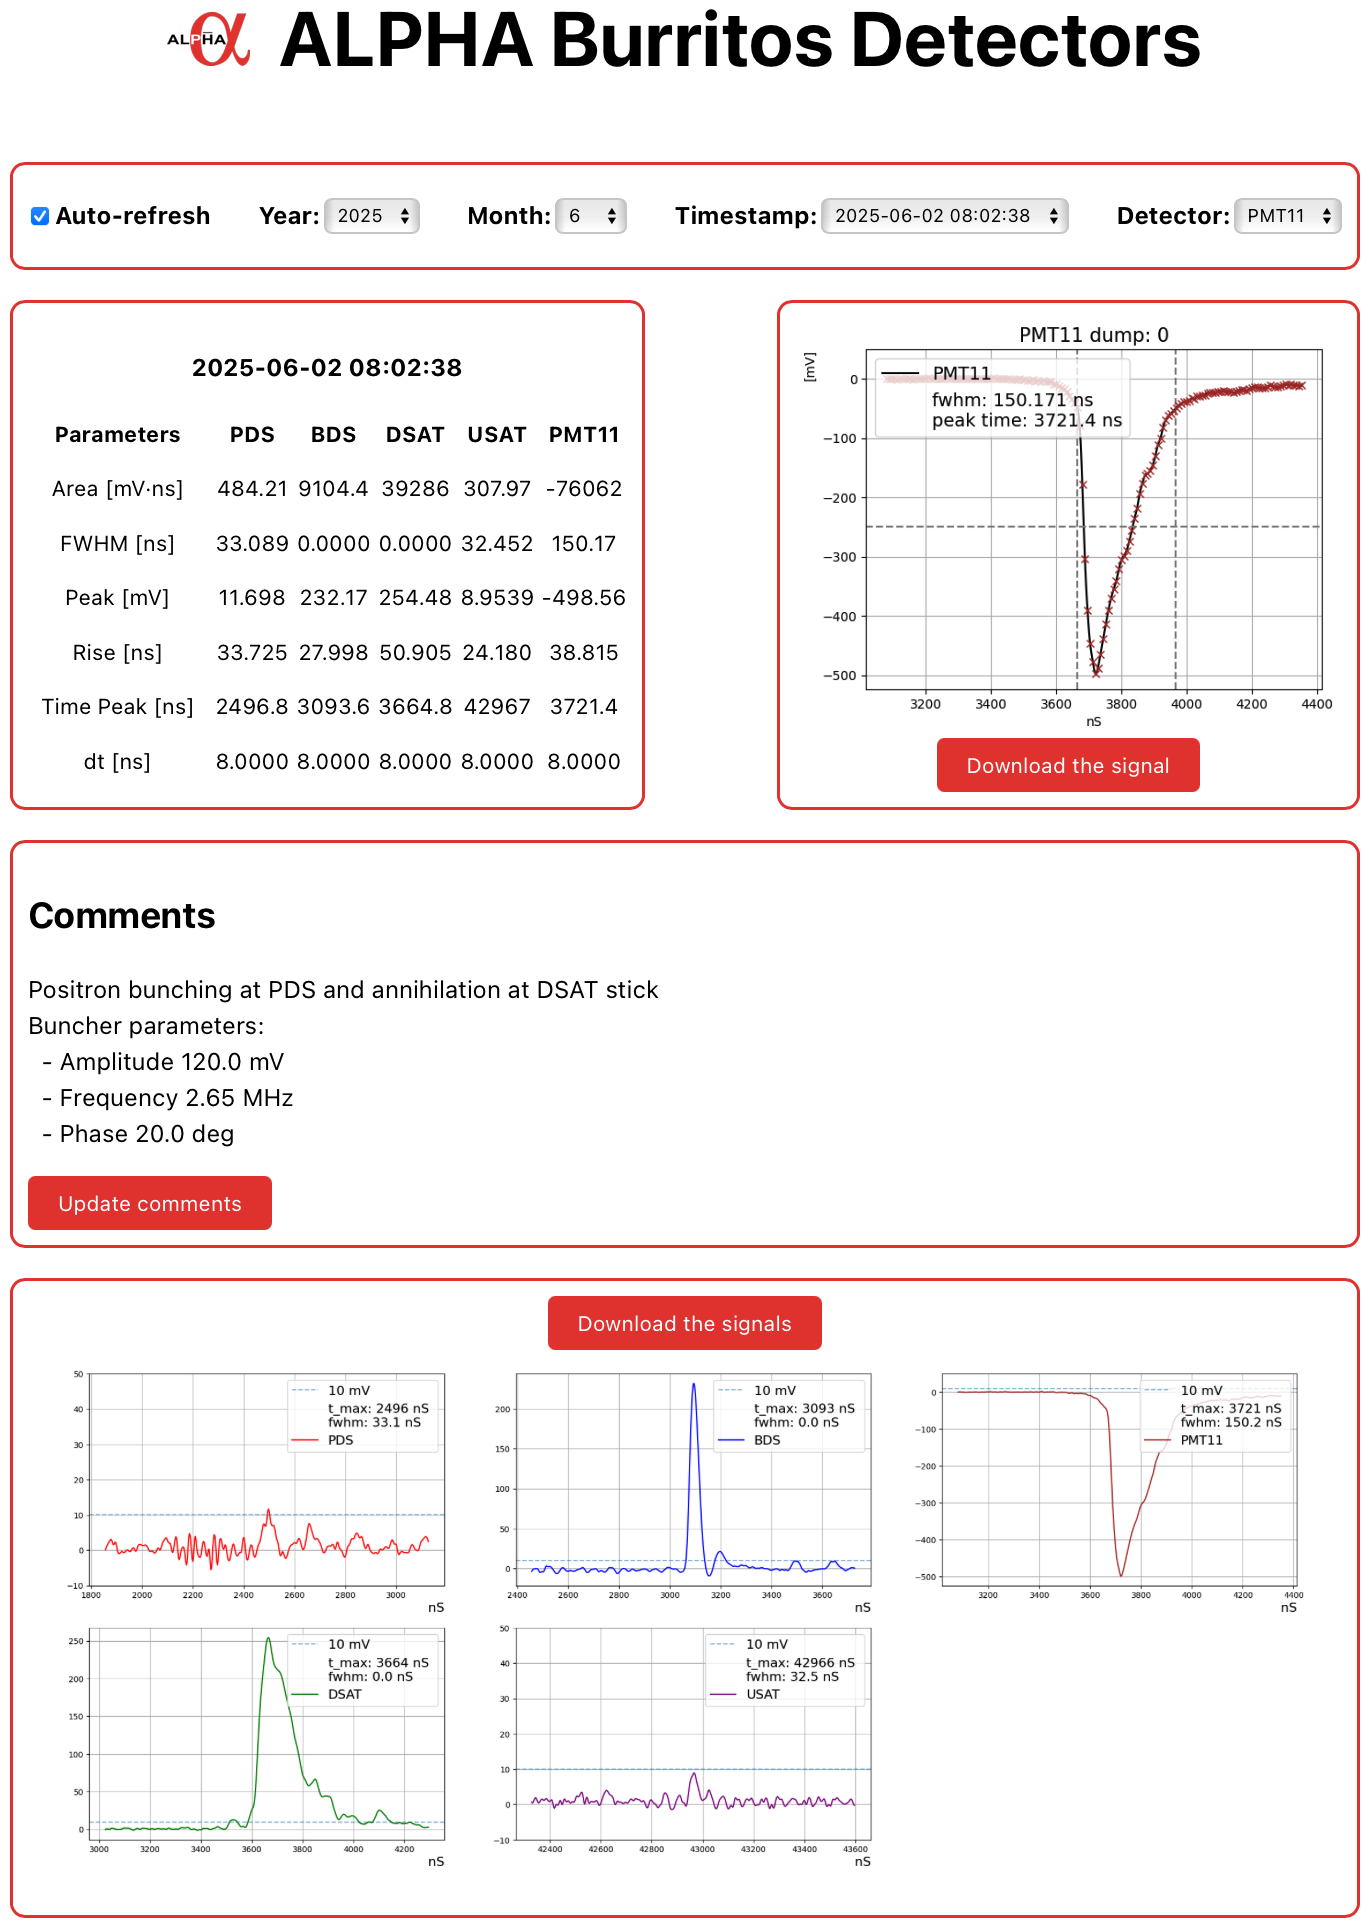 ALPHA
ALPHA Burritos Detectors
Auto-refresh Year: 2025 Month: 6 Timestamp: 2025-06-02 08:02:38 Detector: PMT11
2025-06-02 08:02:38
Parameters PDS BDS DSAT USAT PMT11
Area [mV·ns] 484.21 9104.4 39286 307.97 -76062
FWHM [ns] 33.089 0.0000 0.0000 32.452 150.17
Peak [mV] 11.698 232.17 254.48 8.9539 -498.56
Rise [ns] 33.725 27.998 50.905 24.180 38.815
Time Peak [ns] 2496.8 3093.6 3664.8 42967 3721.4
dt [ns] 8.0000 8.0000 8.0000 8.0000 8.0000
PMT11 dump: 0
[mV]
PMT11
fwhm: 150.171 ns
peak time: 3721.4 ns
0
−100
−200
−300
−400
−500
3200 3400 3600 3800 4000 4200 4400
nS
Download the signal
Comments
Positron bunching at PDS and annihilation at DSAT stick
Buncher parameters:
- Amplitude 120.0 mV
- Frequency 2.65 MHz
- Phase 20.0 deg
Update comments
Download the signals
50
40
30
20
10
0
−10
10 mV
t_max: 2496 nS
fwhm: 33.1 nS
PDS
1800 2000 2200 2400 2600 2800 3000
nS
200
150
100
50
0
10 mV
t_max: 3093 nS
fwhm: 0.0 nS
BDS
2400 2600 2800 3000 3200 3400 3600
nS
0
−100
−200
−300
−400
−500
10 mV
t_max: 3721 nS
fwhm: 150.2 nS
PMT11
3200 3400 3600 3800 4000 4200 4400
nS
250
200
150
100
50
0
10 mV
t_max: 3664 nS
fwhm: 0.0 nS
DSAT
3000 3200 3400 3600 3800 4000 4200
nS
50
40
30
20
10
0
−10
10 mV
t_max: 42966 nS
fwhm: 32.5 nS
USAT
42400 42600 42800 43000 43200 43400 43600
nS